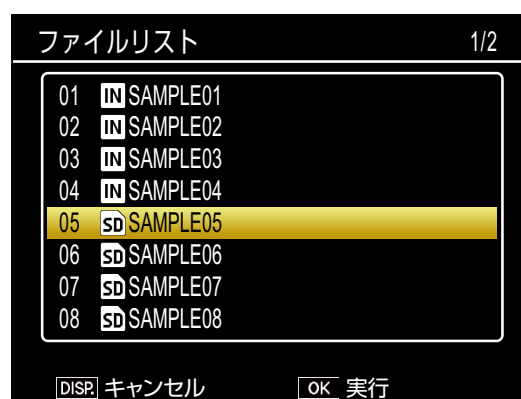 ファイルリスト 1/2
01 IN SAMPLE01
02 IN SAMPLE02
03 IN SAMPLE03
04 IN SAMPLE04
05 SD SAMPLE05
06 SD SAMPLE06
07 SD SAMPLE07
08 SD SAMPLE08
DISP. キャンセル OK 実行